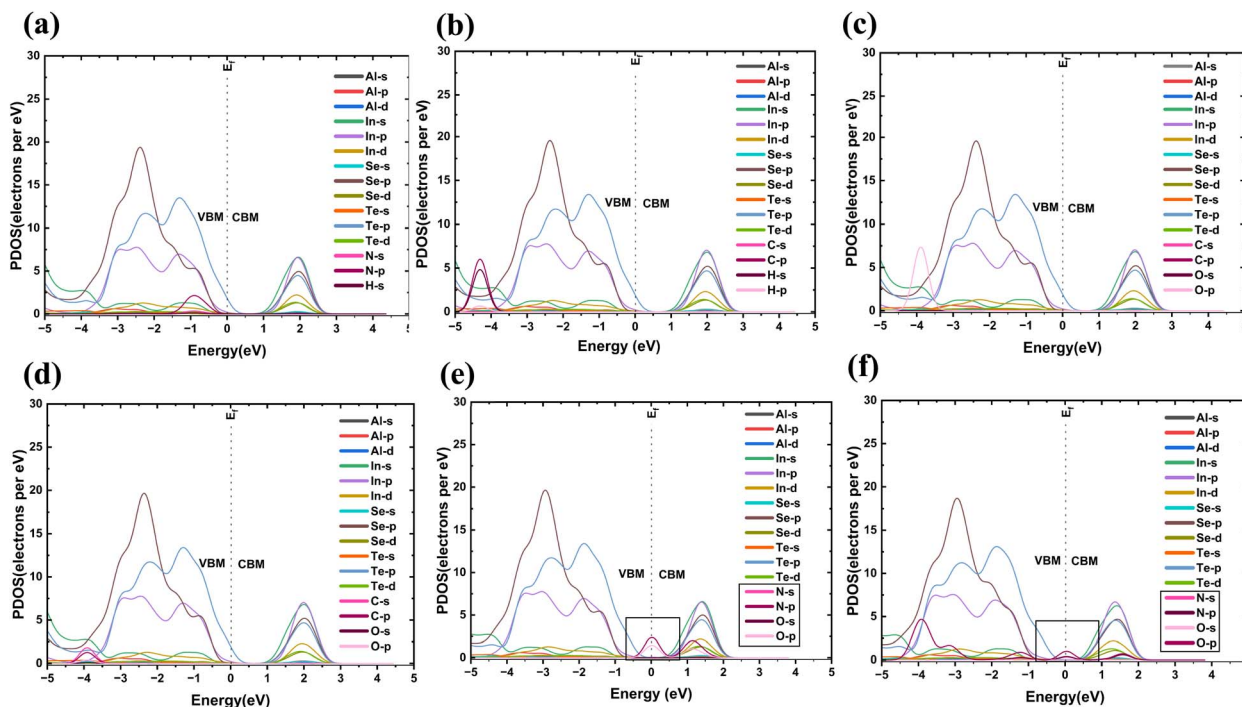 (a)
PDOS(electrons per eV)
30
25
20
15
10
5
0
-5 -4 -3 -2 -1 0 1 2 3 4 5
Energy(eV)
Ef
VBM CBM
Al-s
Al-p
Al-d
In-s
In-p
In-d
Se-s
Se-p
Se-d
Te-s
Te-p
Te-d
N-s
N-p
H-s
(b)
PDOS(electrons per eV)
30
25
20
15
10
5
0
-5 -4 -3 -2 -1 0 1 2 3 4 5
Energy (eV)
Ef
VBM CBM
Al-s
Al-p
Al-d
In-s
In-p
In-d
Se-s
Se-p
Se-d
Te-s
Te-p
Te-d
C-s
C-p
H-s
H-p
(c)
PDOS(electrons per eV)
30
25
20
15
10
5
0
-5 -4 -3 -2 -1 0 1 2 3 4
Energy(eV)
Ef
VBM CBM
Al-s
Al-p
Al-d
In-s
In-p
In-d
Se-s
Se-p
Se-d
Te-s
Te-p
Te-d
C-s
C-p
O-s
O-p
(d)
PDOS(electrons per eV)
30
25
20
15
10
5
0
-5 -4 -3 -2 -1 0 1 2 3 4 5
Energy(eV)
Ef
VBM CBM
Al-s
Al-p
Al-d
In-s
In-p
In-d
Se-s
Se-p
Se-d
Te-s
Te-p
Te-d
C-s
C-p
O-s
O-p
(e)
PDOS(electrons per eV)
30
25
20
15
10
5
0
-5 -4 -3 -2 -1 0 1 2 3 4 5
Energy (eV)
Ef
VBM CBM
Al-s
Al-p
Al-d
In-s
In-p
In-d
Se-s
Se-p
Se-d
Te-s
Te-p
Te-d
N-s
N-p
O-s
O-p
(f)
PDOS(electrons per eV)
30
25
20
15
10
5
0
-5 -4 -3 -2 -1 0 1 2 3 4 5
Energy(eV)
Ef
VBM CBM
Al-s
Al-p
Al-d
In-s
In-p
In-d
Se-s
Se-p
Se-d
Te-s
Te-p
Te-d
N-s
N-p
O-s
O-p